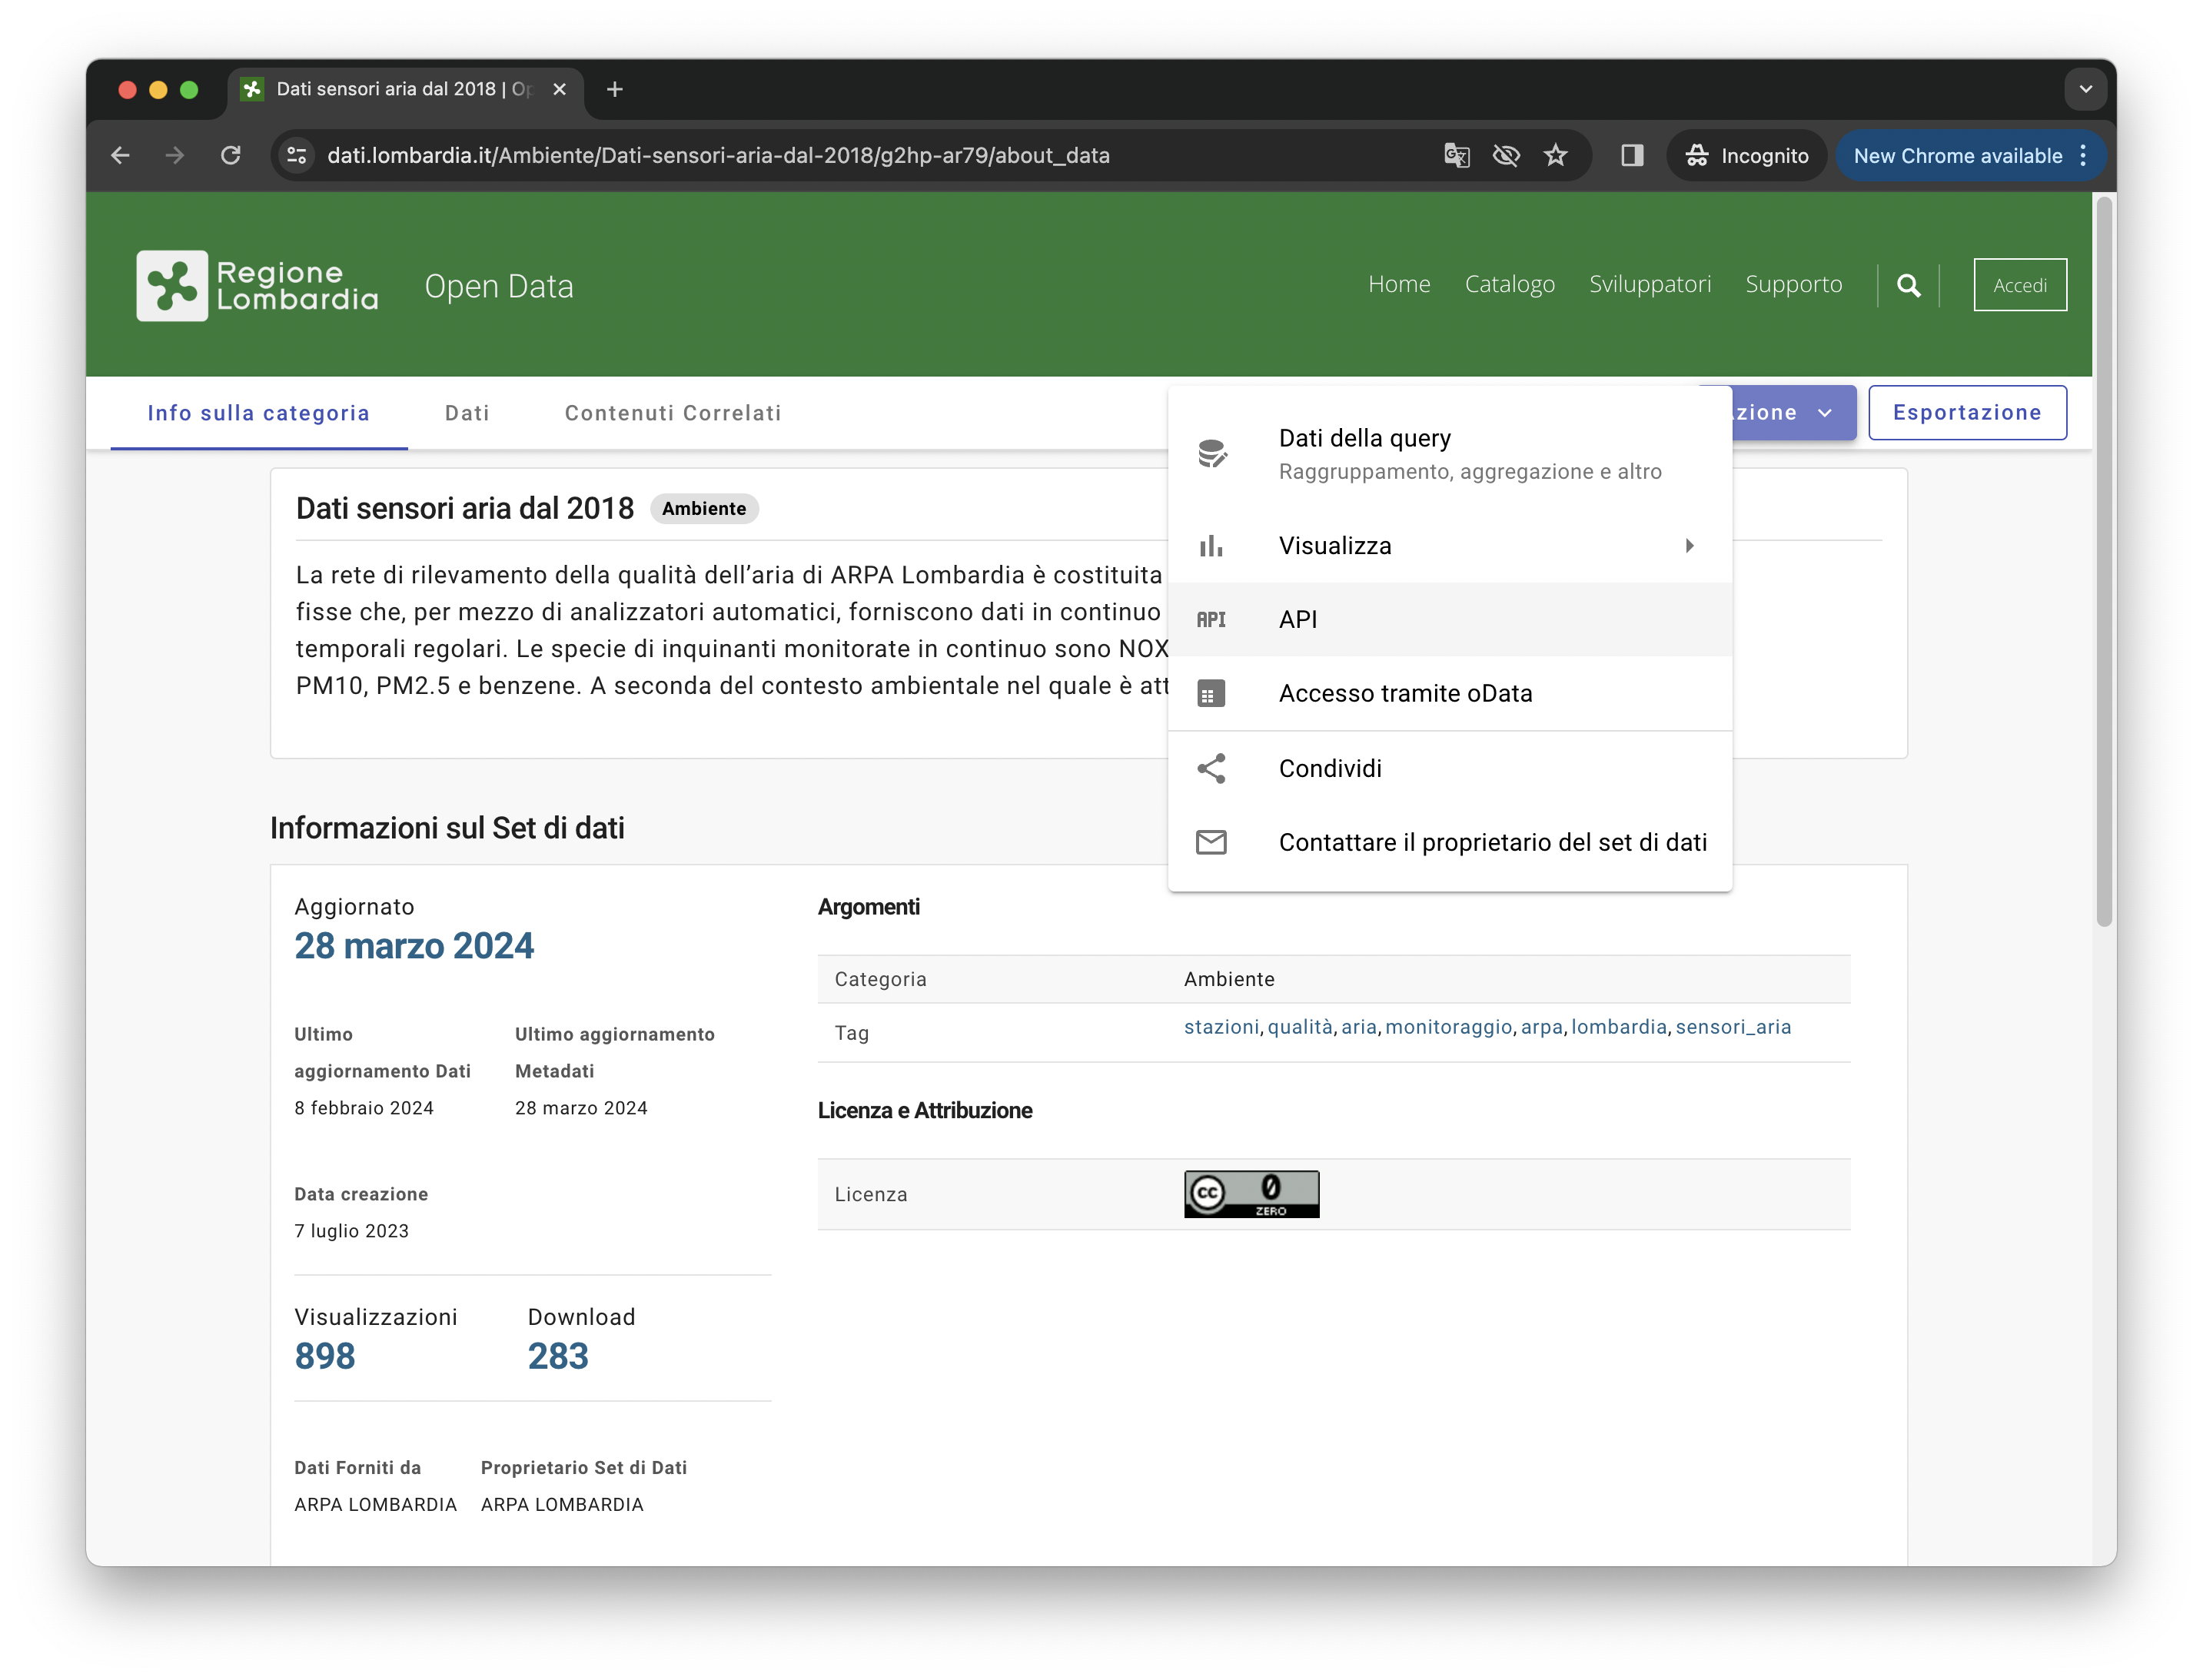 Dati sensori aria dal 2018 | Op
dati.lombardia.it/Ambiente/Dati-sensori-aria-dal-2018/g2hp-ar79/about_data
Incognito
New Chrome available
Regione
Lombardia
Open Data
Home
Catalogo
Sviluppatori
Supporto
Accedi
Info sulla categoria
Dati
Contenuti Correlati
zione
Esportazione
Dati della query
Raggruppamento, aggregazione e altro
Visualizza
API
API
Accesso tramite oData
Condividi
Contattare il proprietario del set di dati
Dati sensori aria dal 2018
Ambiente
La rete di rilevamento della qualità dell’aria di ARPA Lombardia è costituita
fisse che, per mezzo di analizzatori automatici, forniscono dati in continuo
temporali regolari. Le specie di inquinanti monitorate in continuo sono NOX
PM10, PM2.5 e benzene. A seconda del contesto ambientale nel quale è att
Informazioni sul Set di dati
Aggiornato
28 marzo 2024
Ultimo
aggiornamento Dati
8 febbraio 2024
Ultimo aggiornamento
Metadati
28 marzo 2024
Data creazione
7 luglio 2023
Visualizzazioni
898
Download
283
Dati Forniti da
ARPA LOMBARDIA
Proprietario Set di Dati
ARPA LOMBARDIA
Argomenti
Categoria
Ambiente
Tag
stazioni, qualità, aria, monitoraggio, arpa, lombardia, sensori_aria
Licenza e Attribuzione
Licenza
cc 0
ZERO